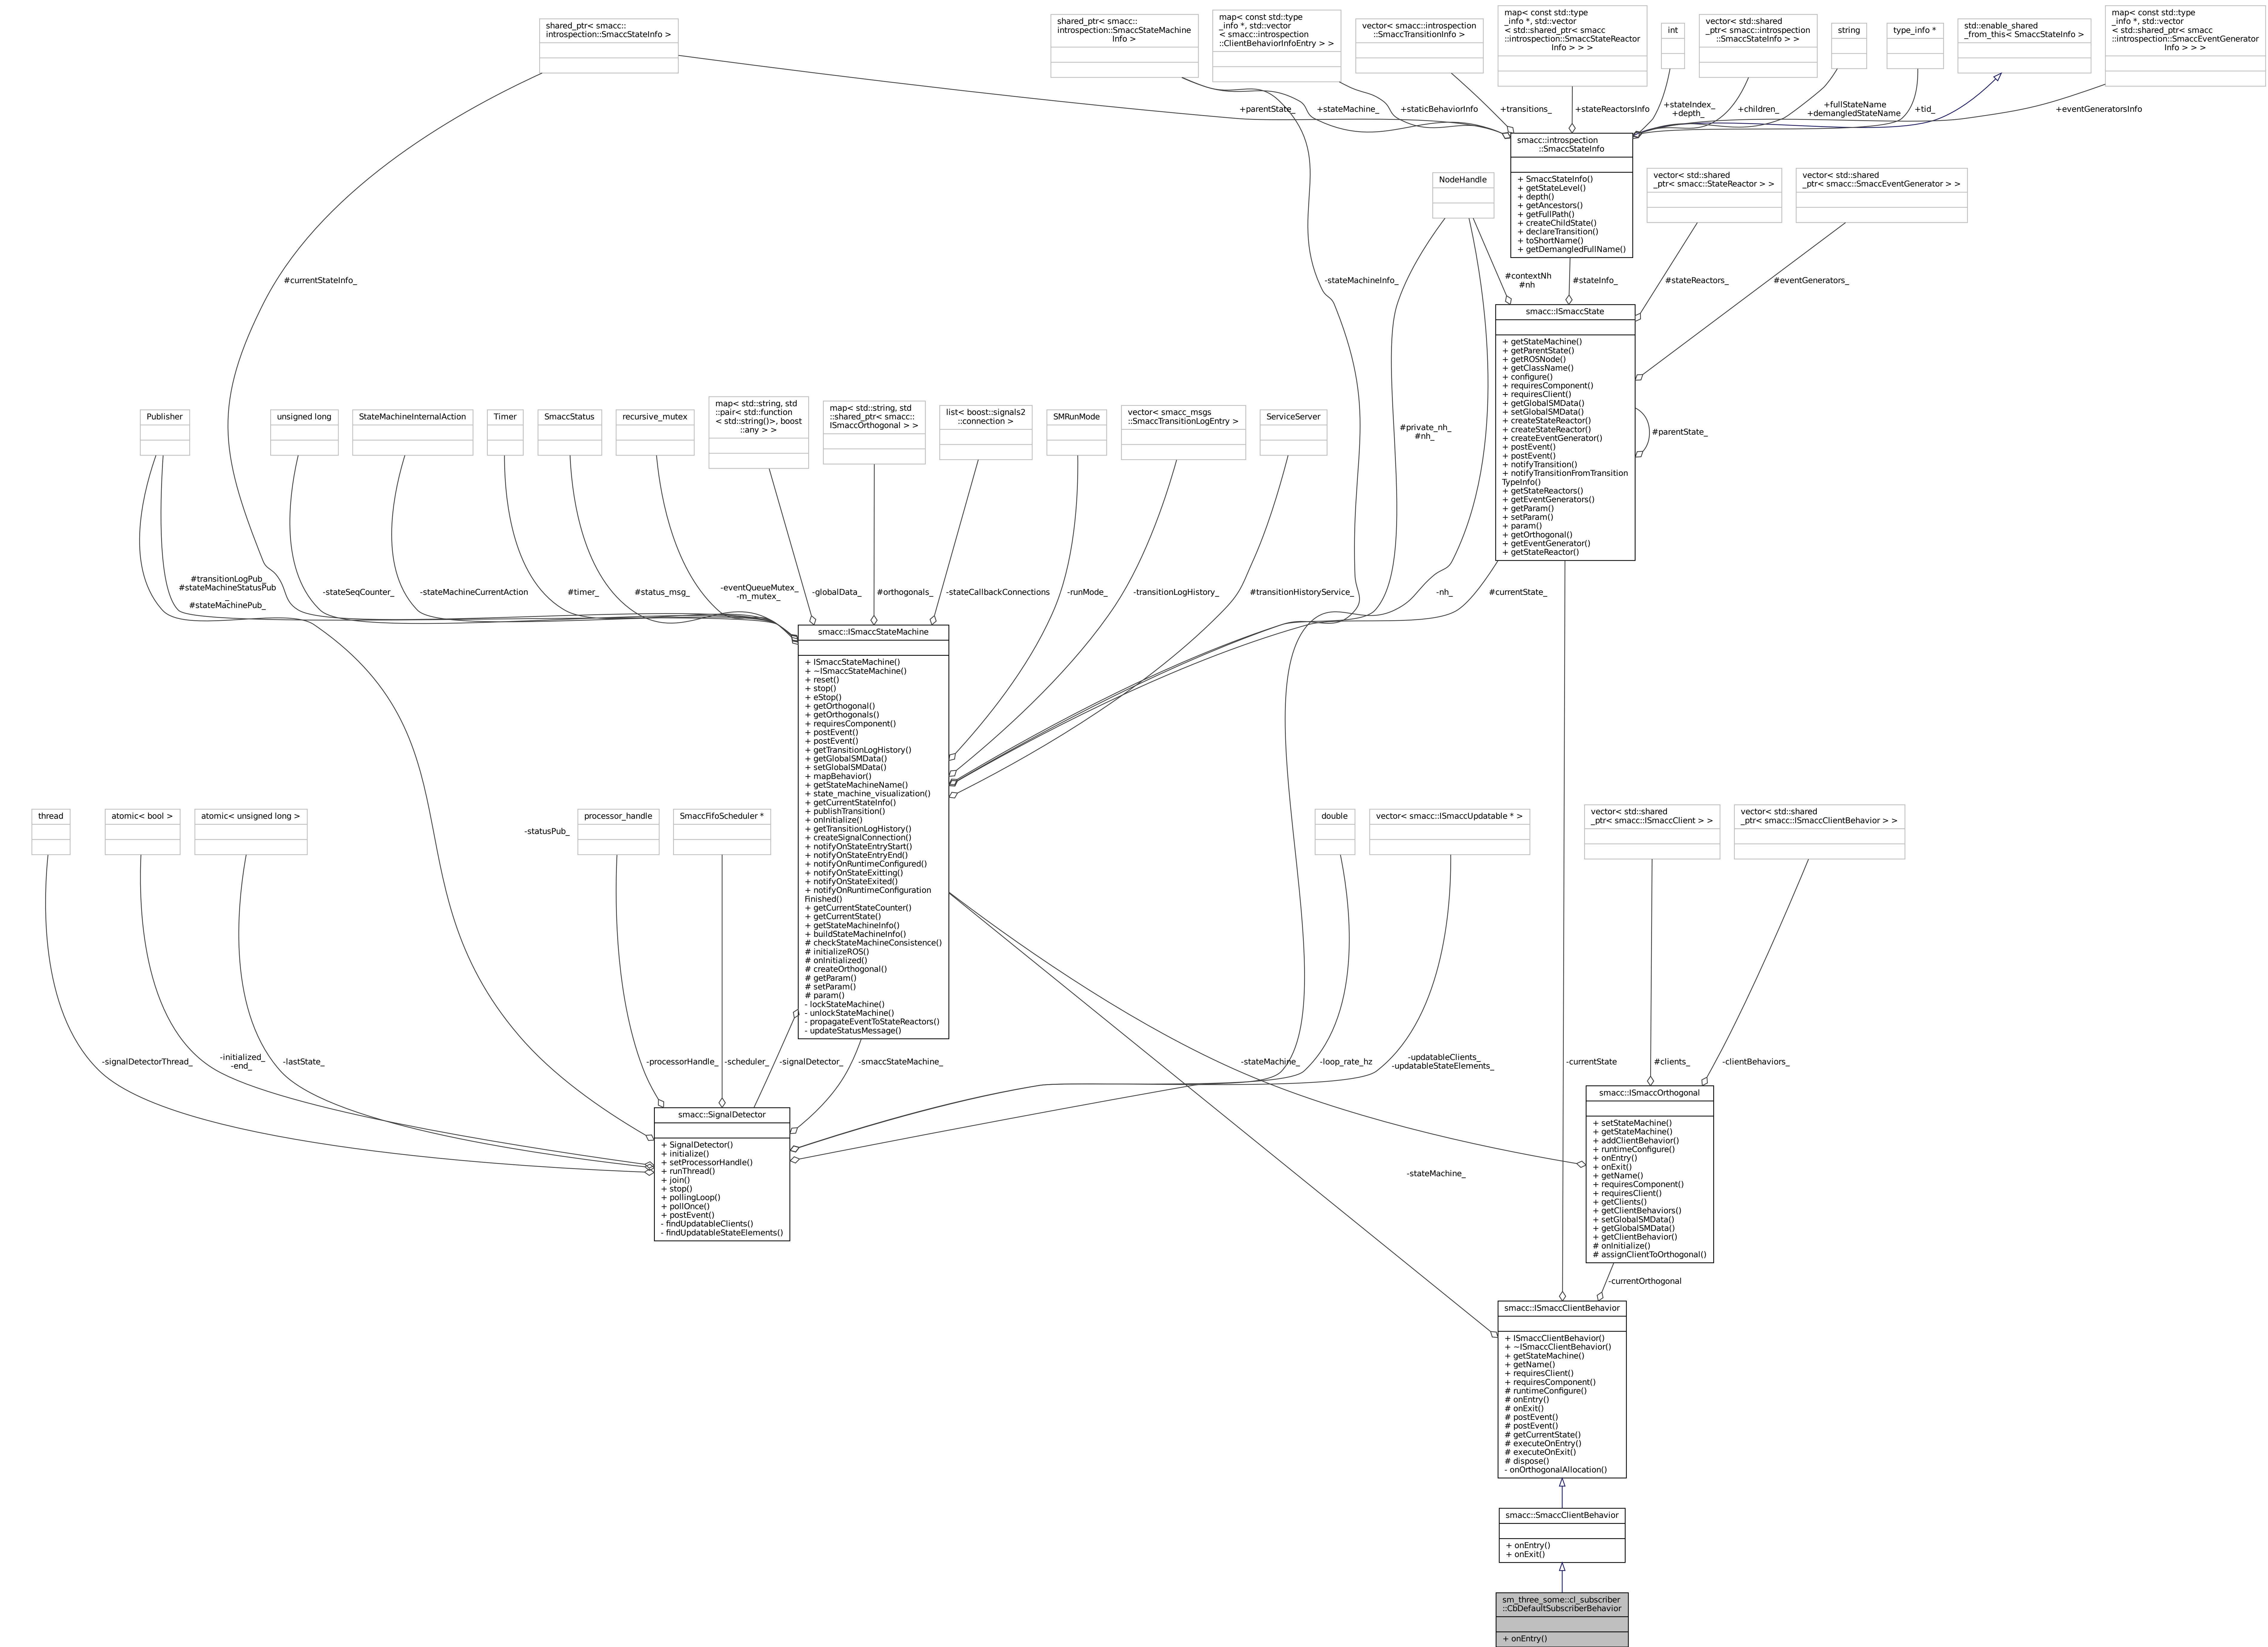 shared_ptr< smacc::
introspection::SmaccStateInfo >
shared_ptr< smacc::
introspection::SmaccStateMachine
Info >
map< const std::type
_info *, std::vector
< smacc::introspection
::ClientBehaviorInfoEntry > >
vector< smacc::introspection
::SmaccTransitionInfo >
map< const std::type
_info *, std::vector
< std::shared_ptr< smacc
::introspection::SmaccStateReactor
Info > > >
int
vector< std::shared
_ptr< smacc::introspection
::SmaccStateInfo > >
string
type_info *
std::enable_shared
_from_this< SmaccStateInfo >
map< const std::type
_info *, std::vector
< std::shared_ptr< smacc
::introspection::SmaccEventGenerator
Info > > >
+parentState_
+stateMachine_
+staticBehaviorInfo
+transitions_
+stateReactorsInfo
+stateIndex_
+depth_
+children_
+fullStateName
+demangledStateName
+tid_
+eventGeneratorsInfo
smacc::introspection
::SmaccStateInfo
+ SmaccStateInfo()
+ getStateLevel()
+ depth()
+ getAncestors()
+ getFullPath()
+ createChildState()
+ declareTransition()
+ toShortName()
+ getDemangledFullName()
NodeHandle
vector< std::shared
_ptr< smacc::StateReactor > >
vector< std::shared
_ptr< smacc::SmaccEventGenerator > >
#currentStateInfo_
-stateMachineInfo_
#contextNh
#nh
#stateInfo_
#stateReactors_
#eventGenerators_
smacc::ISmaccState
+ getStateMachine()
+ getParentState()
+ getROSNode()
+ getClassName()
+ configure()
+ requiresComponent()
+ requiresClient()
+ getGlobalSMData()
+ setGlobalSMData()
+ createStateReactor()
+ createStateReactor()
+ createEventGenerator()
+ postEvent()
+ postEvent()
+ notifyTransition()
+ notifyTransitionFromTransition
TypeInfo()
+ getStateReactors()
+ getEventGenerators()
+ getParam()
+ setParam()
+ param()
+ getOrthogonal()
+ getEventGenerator()
+ getStateReactor()
#parentState_
#private_nh_
#nh_
Publisher
unsigned long
StateMachineInternalAction
Timer
SmaccStatus
recursive_mutex
map< std::string, std
::pair< std::function
< std::string()>, boost
::any > >
map< std::string, std
::shared_ptr< smacc::
ISmaccOrthogonal > >
list< boost::signals2
::connection >
SMRunMode
vector< smacc_msgs
::SmaccTransitionLogEntry >
ServiceServer
#transitionLogPub_
#stateMachineStatusPub
_
#stateMachinePub_
-stateSeqCounter_
-stateMachineCurrentAction
#timer_
#status_msg_
-eventQueueMutex_
-m_mutex_
-globalData_
#orthogonals_
-stateCallbackConnections
-runMode_
-transitionLogHistory_
#transitionHistoryService_
-nh_
#currentState_
smacc::ISmaccStateMachine
+ ISmaccStateMachine()
+ ~ISmaccStateMachine()
+ reset()
+ stop()
+ eStop()
+ getOrthogonal()
+ getOrthogonals()
+ requiresComponent()
+ postEvent()
+ postEvent()
+ getTransitionLogHistory()
+ getGlobalSMData()
+ setGlobalSMData()
+ mapBehavior()
+ getStateMachineName()
+ state_machine_visualization()
+ getCurrentStateInfo()
+ publishTransition()
+ onInitialize()
+ getTransitionLogHistory()
+ createSignalConnection()
+ notifyOnStateEntryStart()
+ notifyOnStateEntryEnd()
+ notifyOnRuntimeConfigured()
+ notifyOnStateExitting()
+ notifyOnStateExited()
+ notifyOnRuntimeConfiguration
Finished()
+ getCurrentStateCounter()
+ getCurrentState()
+ getStateMachineInfo()
+ buildStateMachineInfo()
# checkStateMachineConsistence()
# initializeROS()
# onInitialized()
# createOrthogonal()
# getParam()
# setParam()
# param()
- lockStateMachine()
- unlockStateMachine()
- propagateEventToStateReactors()
- updateStatusMessage()
thread
atomic< bool >
atomic< unsigned long >
-statusPub_
processor_handle
SmaccFifoScheduler *
double
vector< smacc::ISmaccUpdatable * >
vector< std::shared
_ptr< smacc::ISmaccClient > >
vector< std::shared
_ptr< smacc::ISmaccClientBehavior > >
-signalDetectorThread_
-initialized_
-end_
-lastState_
-processorHandle_
-scheduler_
-signalDetector_
-smaccStateMachine_
-stateMachine_
-loop_rate_hz
-updatableClients_
-updatableStateElements_
-currentState
#clients_
-clientBehaviors_
smacc::SignalDetector
+ SignalDetector()
+ initialize()
+ setProcessorHandle()
+ runThread()
+ join()
+ stop()
+ pollingLoop()
+ pollOnce()
+ postEvent()
- findUpdatableClients()
- findUpdatableStateElements()
smacc::ISmaccOrthogonal
+ setStateMachine()
+ getStateMachine()
+ addClientBehavior()
+ runtimeConfigure()
+ onEntry()
+ onExit()
+ getName()
+ requiresComponent()
+ requiresClient()
+ getClients()
+ getClientBehaviors()
+ setGlobalSMData()
+ getGlobalSMData()
+ getClientBehavior()
# onInitialize()
# assignClientToOrthogonal()
-stateMachine_
-currentOrthogonal
smacc::ISmaccClientBehavior
+ ISmaccClientBehavior()
+ ~ISmaccClientBehavior()
+ getStateMachine()
+ getName()
+ requiresClient()
+ requiresComponent()
# runtimeConfigure()
# onEntry()
# onExit()
# postEvent()
# postEvent()
# getCurrentState()
# executeOnEntry()
# executeOnExit()
# dispose()
- onOrthogonalAllocation()
smacc::SmaccClientBehavior
+ onEntry()
+ onExit()
sm_three_some::cl_subscriber
::CbDefaultSubscriberBehavior
+ onEntry()